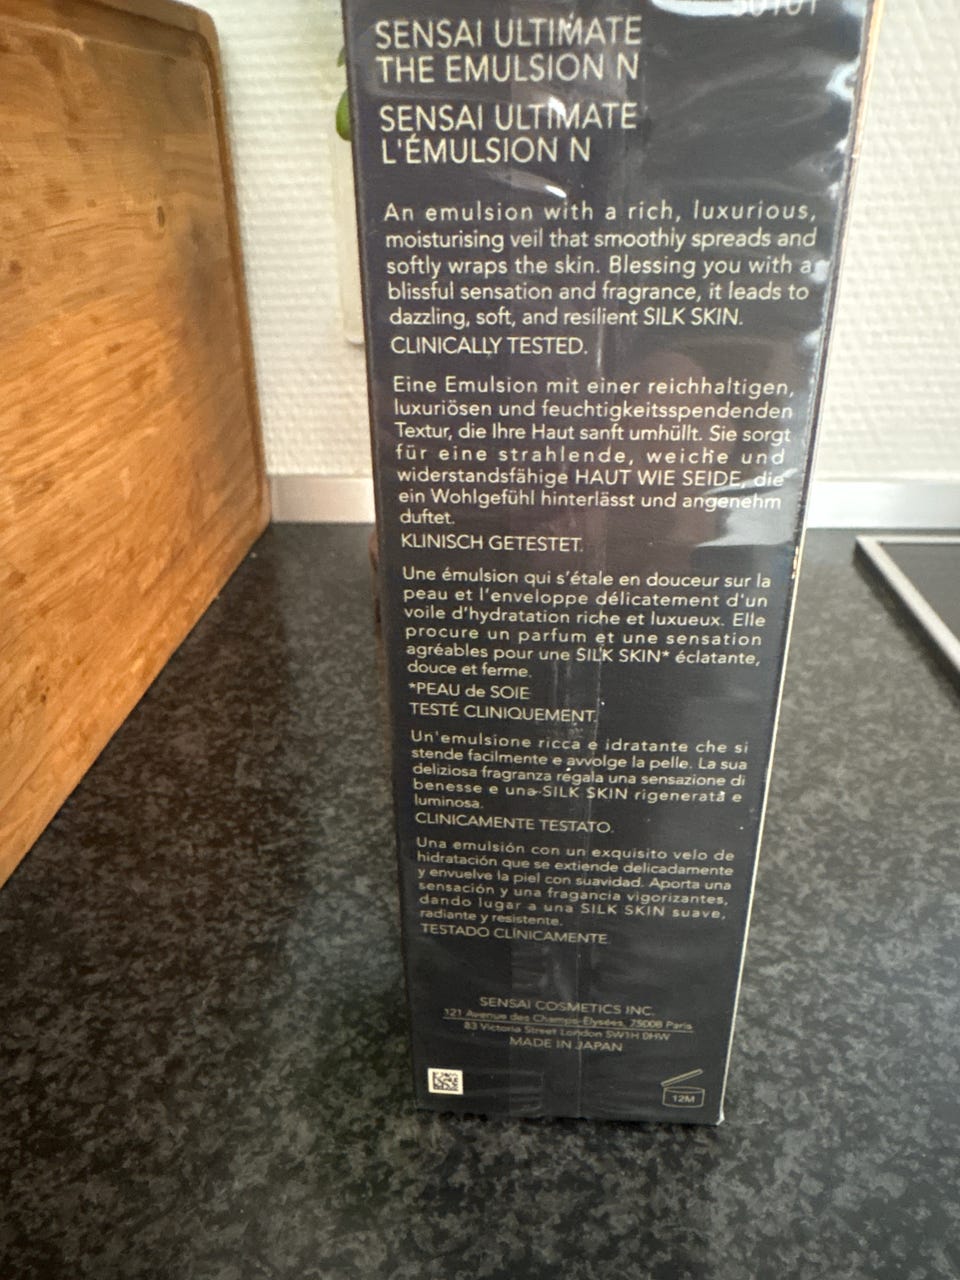 SENSAI ULTIMATE
THE EMULSION N
SENSAI ULTIMATE
L'ÉMULSION N
An emulsion with a rich, luxurious,
moisturising veil that smoothly spreads and
softly wraps the skin. Blessing you with a
blissful sensation and fragrance, it leads to
dazzling, soft, and resilient SILK SKIN.
CLINICALLY TESTED.
Eine Emulsion mit einer reichhaltigen,
luxuriösen und feuchtigkeitsspendenden
Textur, die Ihre Haut sanft umhüllt. Sie sorgt
für eine strahlende, weiche und
widerstandsfähige HAUT WIE SEIDE, die
ein Wohlgefühl hinterlässt und angenehm
duftet.
KLINISCH GETESTET.
Une émulsion qui s'étale en douceur sur la
peau et l'enveloppe délicatement d'un
voile d'hydratation riche et luxueux. Elle
procure un parfum et une sensation
agréables pour une SILK SKIN* éclatante,
douce et ferme.
*PEAU de SOIE
TESTÉ CLINIQUEMENT.
Un'emulsione ricca e idratante che si
stende facilmente e avvolge la pelle. La sua
deliziosa fragranza regala una sensazione di
benesse e una SILK SKIN rigenerata e
luminosa.
CLINICAMENTE TESTATO.
Una emulsión con un exquisito velo de
hidratación que se extiende delicadamente
y envuelve la piel con suavidad. Aporta una
sensación y una fragancia vigorizantes,
dando lugar a una SILK SKIN suave,
radiante y resistente.
TESTADO CLÍNICAMENTE.
SENSAI COSMETICS INC.
121 Avenue des Champs-Élysées, 75008 Paris
83 Victoria Street London SW1H 0HW
MADE IN JAPAN
12M